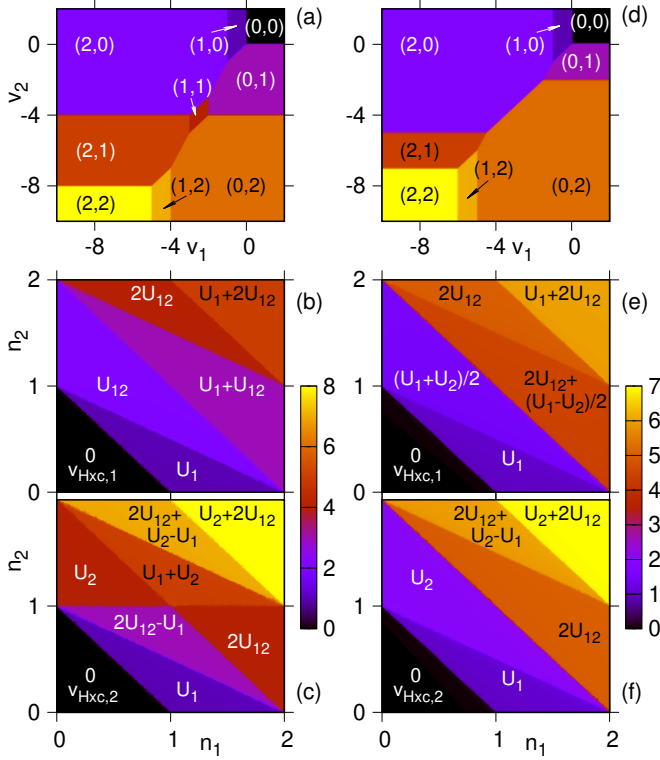 (a)
v2
0
-4
-8
-8
-4
v1
0
(2,0)
(1,0)
(0,0)
(1,1)
(0,1)
(2,1)
(1,2)
(0,2)
(2,2)
(d)
0
-4
-8
-8
-4
v1
0
(2,0)
(1,0)
(0,0)
(0,1)
(2,1)
(1,2)
(2,2)
(0,2)
(b)
n2
2
1
0
2U12
U1+2U12
U12
U1+U12
0
vHxc,1
U1
(e)
2
1
0
2U12
U1+2U12
(U1+U2)/2
2U12+
(U1-U2)/2
0
vHxc,1
U1
8
6
4
2
0
7
6
5
4
3
2
1
0
(c)
n2
1
0
0
1
n1
2
2U12+
U2-U1
U2+2U12
U2
U1+U2
2U12-U1
2U12
0
vHxc,2
U1
(f)
1
0
0
1
n1
2
2U12+
U2-U1
U2+2U12
U2
2U12
0
vHxc,2
U1